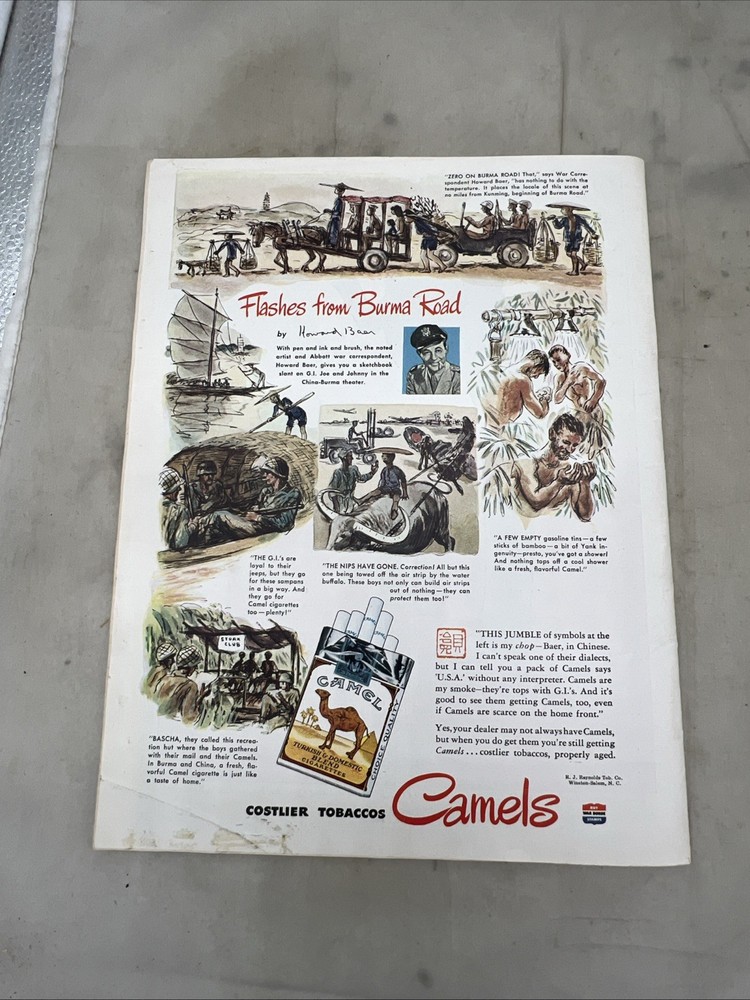 "ZERO ON BURMA ROAD! That," says War Corre-
spondent Howard Baer, "has nothing to do with the
temperature. It places the locale of this scene at
no miles from Kunming, beginning of Burma Road."
Flashes from Burma Road
by Howard Baer
With pen and ink and brush, the noted
artist and Abbott war correspondent,
Howard Baer, gives you a sketchbook
slant on G.I. Joe and Johnny in the
China-Burma theater.
"A FEW EMPTY gasoline tins—a few
sticks of bamboo—a bit of Yank in-
genuity—presto, you've got a shower!
And nothing tops off a cool shower
like a fresh, flavorful Camel."
"THE G.I.'s are
loyal to their
jeeps, but they go
for these sampans
in a big way. And
they go for
Camel cigarettes
too—plenty!"
"THE NIPS HAVE GONE. Correction! All but this
one being towed off the air strip by the water
buffalo. These boys not only can build air strips
out of nothing—they can
protect them too!"
STORK
CLUB
"BASCHA, they called this recrea-
tion hut where the boys gathered
with their mail and their Camels.
In Burma and China, a fresh, fla-
vorful Camel cigarette is just like
a taste of home."
CAMEL
TURKISH & DOMESTIC
BLEND
CIGARETTES
CHOICE QUALITY
"THIS JUMBLE of symbols at the
left is my chop—Baer, in Chinese.
I can't speak one of their dialects,
but I can tell you a pack of Camels says
'U.S.A.' without any interpreter. Camels are
my smoke—they're tops with G.I.'s. And it's
good to see them getting Camels, too, even
if Camels are scarce on the home front."
Yes, your dealer may not always have Camels,
but when you do get them you're still getting
Camels... costlier tobaccos, properly aged.
R. J. Reynolds Tob. Co.
Winston-Salem, N. C.
COSTLIER TOBACCOS Camels
BUY
WAR BONDS
STAMPS